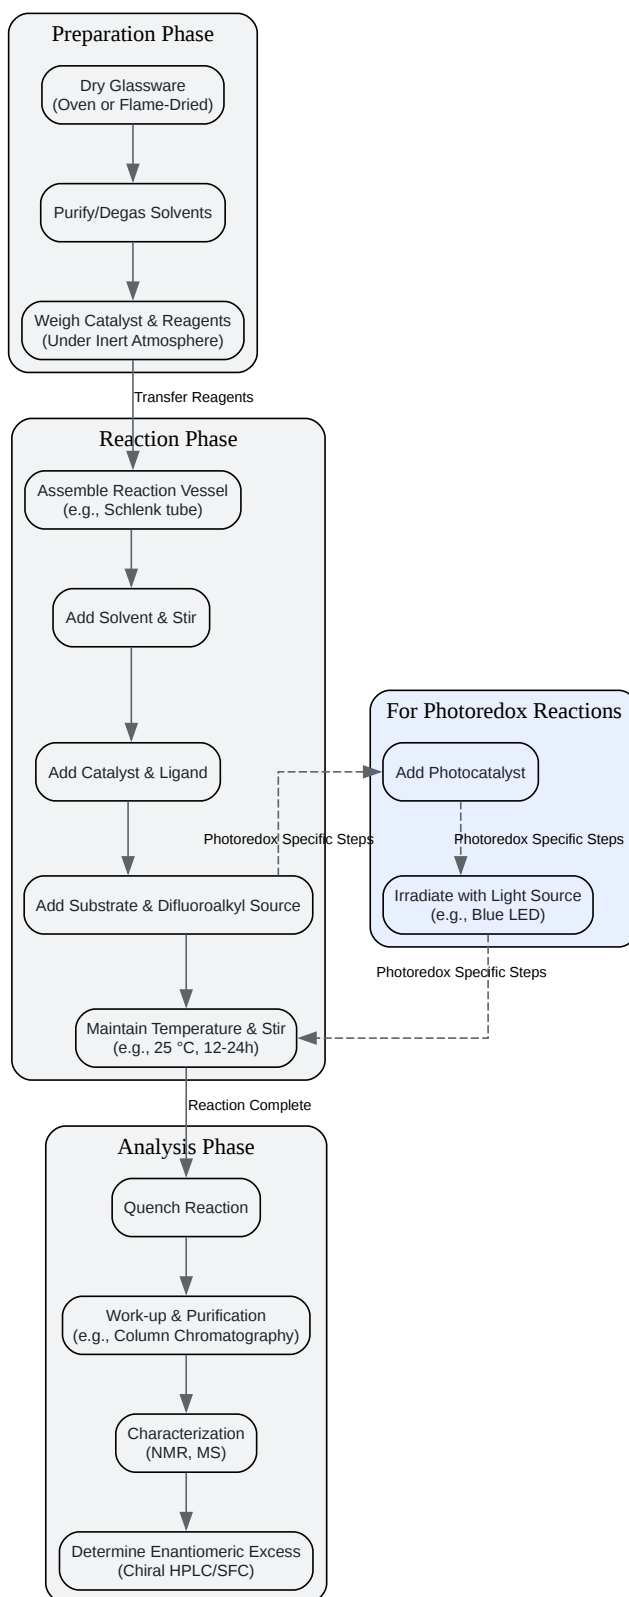 Preparation Phase
Dry Glassware
(Oven or Flame-Dried)
Purify/Degas Solvents
Weigh Catalyst & Reagents
(Under Inert Atmosphere)
Transfer Reagents
Reaction Phase
Assemble Reaction Vessel
(e.g., Schlenk tube)
Add Solvent & Stir
Add Catalyst & Ligand
Photoredox Specific Steps
Add Substrate & Difluoroalkyl Source
For Photoredox Reactions
Add Photocatalyst
Photoredox Specific Steps
Irradiate with Light Source
(e.g., Blue LED)
Photoredox Specific Steps
Maintain Temperature & Stir
(e.g., 25 °C, 12-24h)
Reaction Complete
Analysis Phase
Quench Reaction
Work-up & Purification
(e.g., Column Chromatography)
Characterization
(NMR, MS)
Determine Enantiomeric Excess
(Chiral HPLC/SFC)